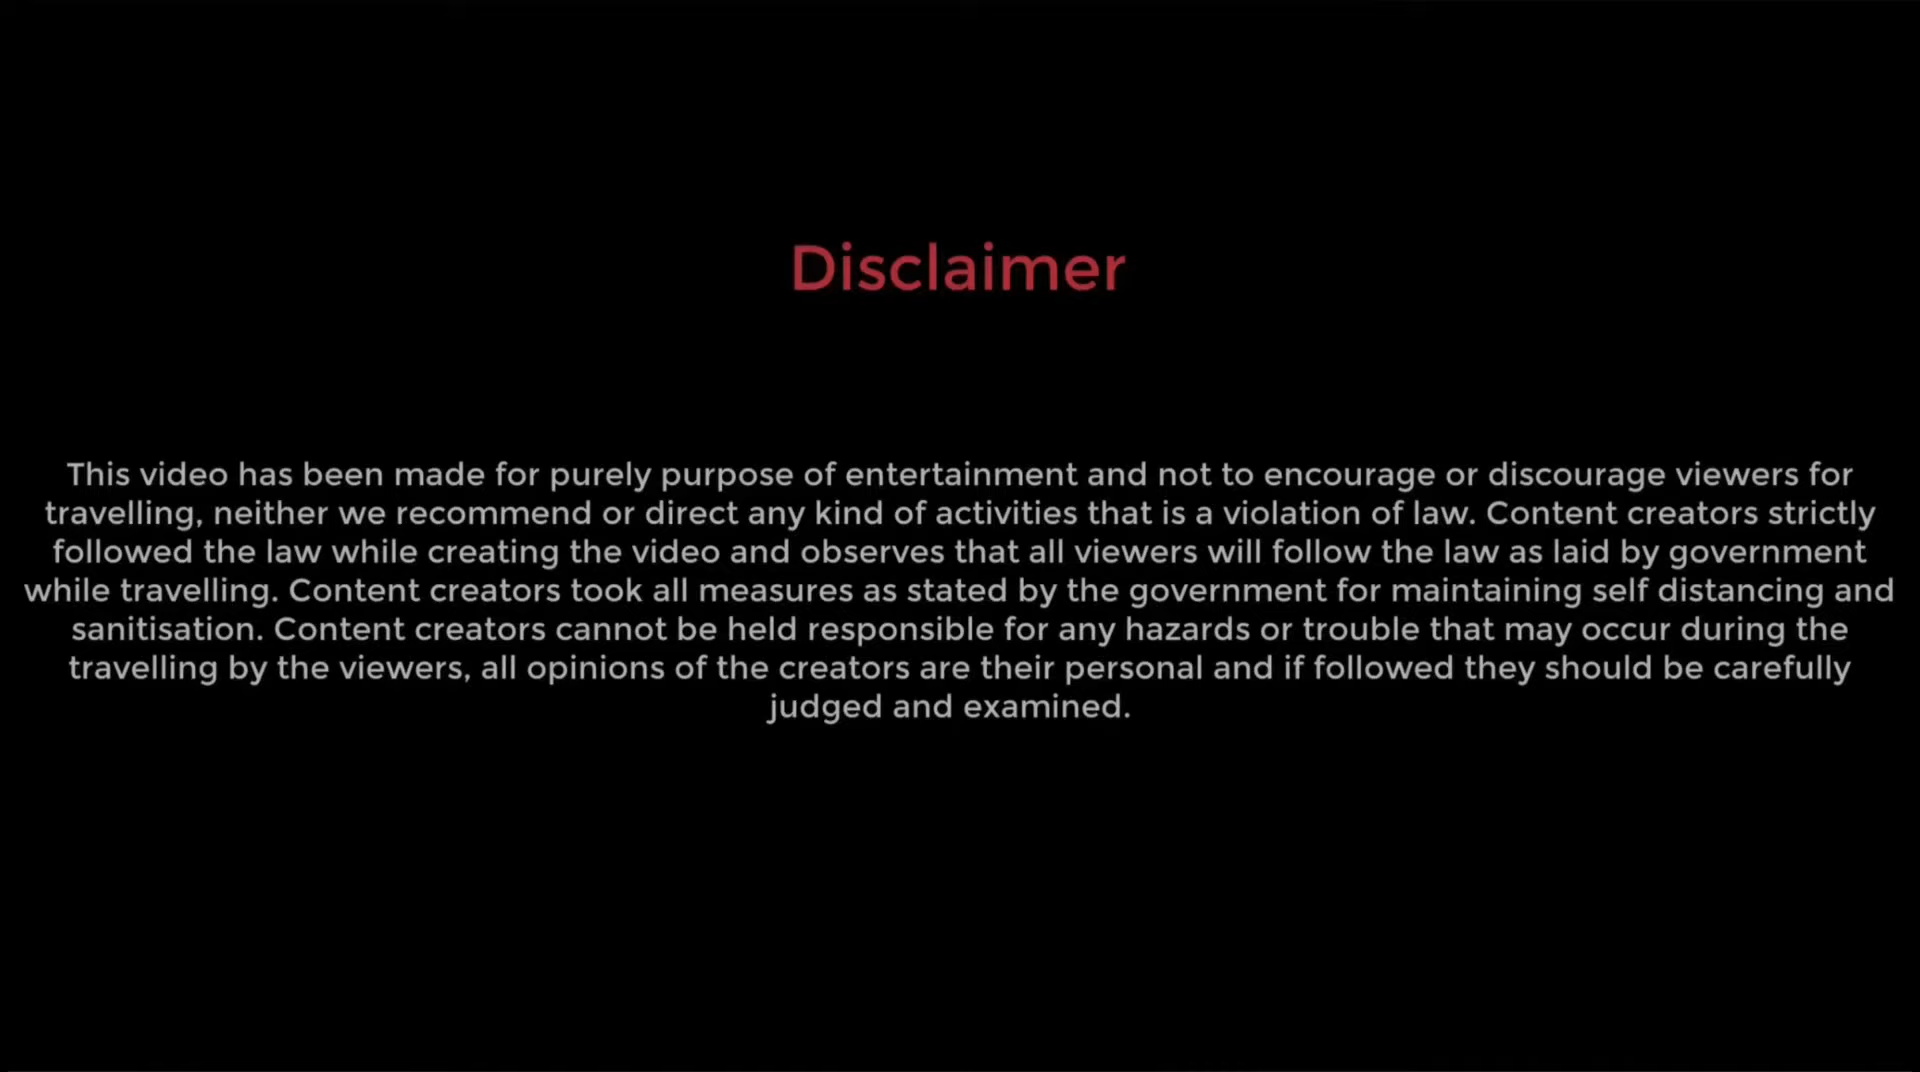 Disclaimer
This video has been made for purely purpose of entertainment and not to encourage or discourage viewers for
travelling, neither we recommend or direct any kind of activities that is a violation of law. Content creators strictly
followed the law while creating the video and observes that all viewers will follow the law as laid by government
while travelling. Content creators took all measures as stated by the government for maintaining self distancing and
sanitisation. Content creators cannot be held responsible for any hazards or trouble that may occur during the
travelling by the viewers, all opinions of the creators are their personal and if followed they should be carefully
judged and examined.